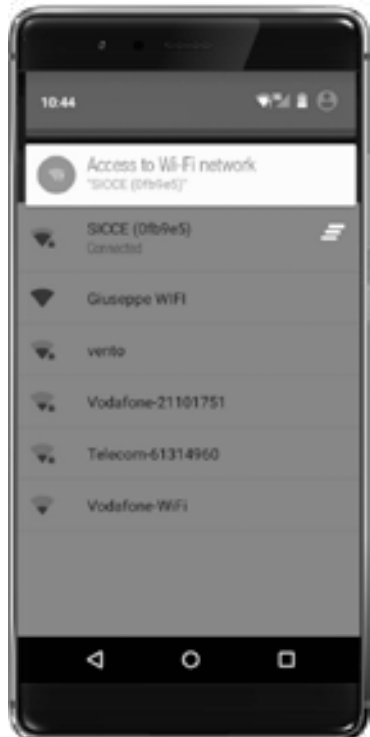 10:44
Access to Wi-Fi network
"SICCE (0fb9e5)"
SICCE (0fb9e5)
Connected
Giuseppe WIFI
vento
Vodafone-21101751
Telecom-61314960
Vodafone-WiFi